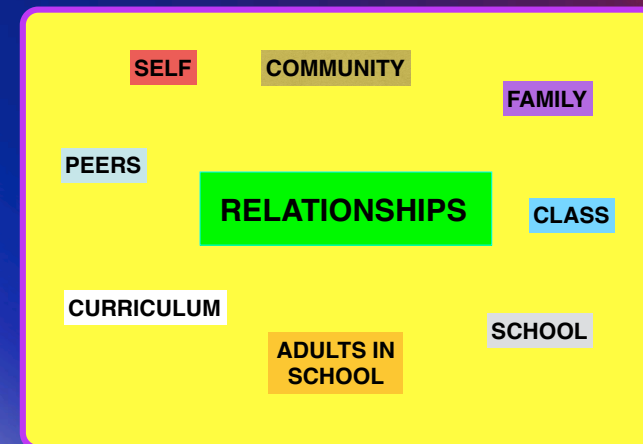 SELF
COMMUNITY
FAMILY
PEERS
RELATIONSHIPS
CLASS
CURRICULUM
SCHOOL
ADULTS IN
SCHOOL